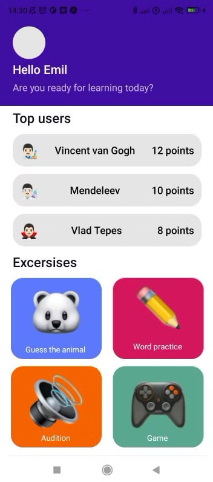 14:30
Hello Emil
Are you ready for learning today?
Top users
Vincent van Gogh 12 points
Mendeleev 10 points
Vlad Tepes 8 points
Excersises
Guess the animal
Word practice
Audition
Game